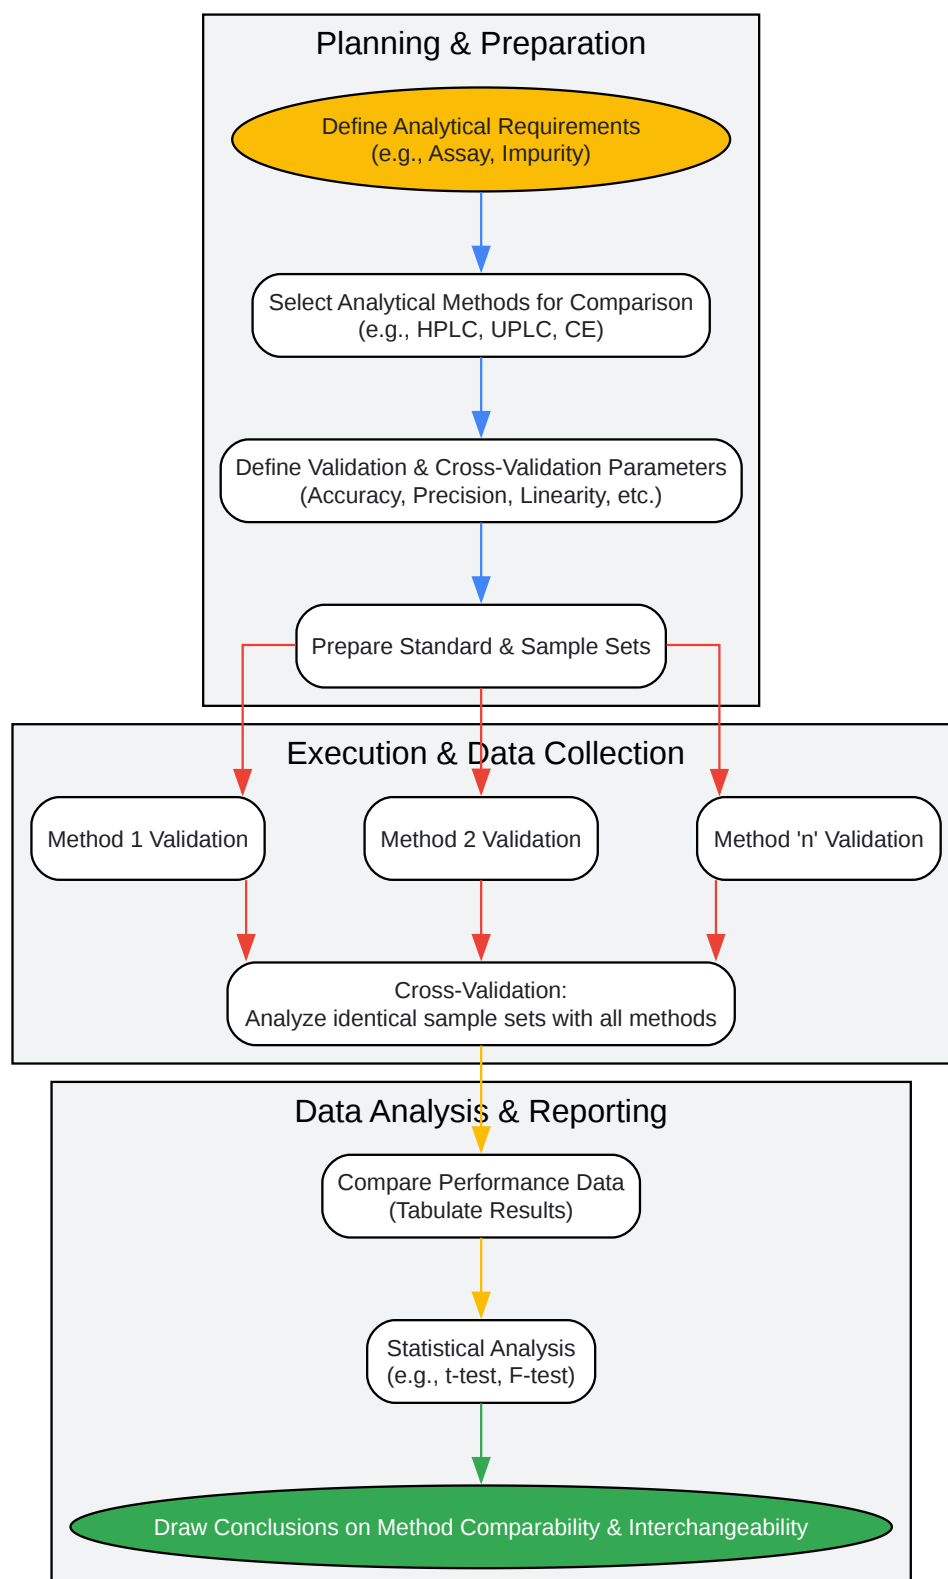 Planning & Preparation
Define Analytical Requirements
(e.g., Assay, Impurity)
Select Analytical Methods for Comparison
(e.g., HPLC, UPLC, CE)
Define Validation & Cross-Validation Parameters
(Accuracy, Precision, Linearity, etc.)
Prepare Standard & Sample Sets
Execution & Data Collection
Method 1 Validation
Method 2 Validation
Method 'n' Validation
Cross-Validation:
Analyze identical sample sets with all methods
Data Analysis & Reporting
Compare Performance Data
(Tabulate Results)
Statistical Analysis
(e.g., t-test, F-test)
Draw Conclusions on Method Comparability & Interchangeability